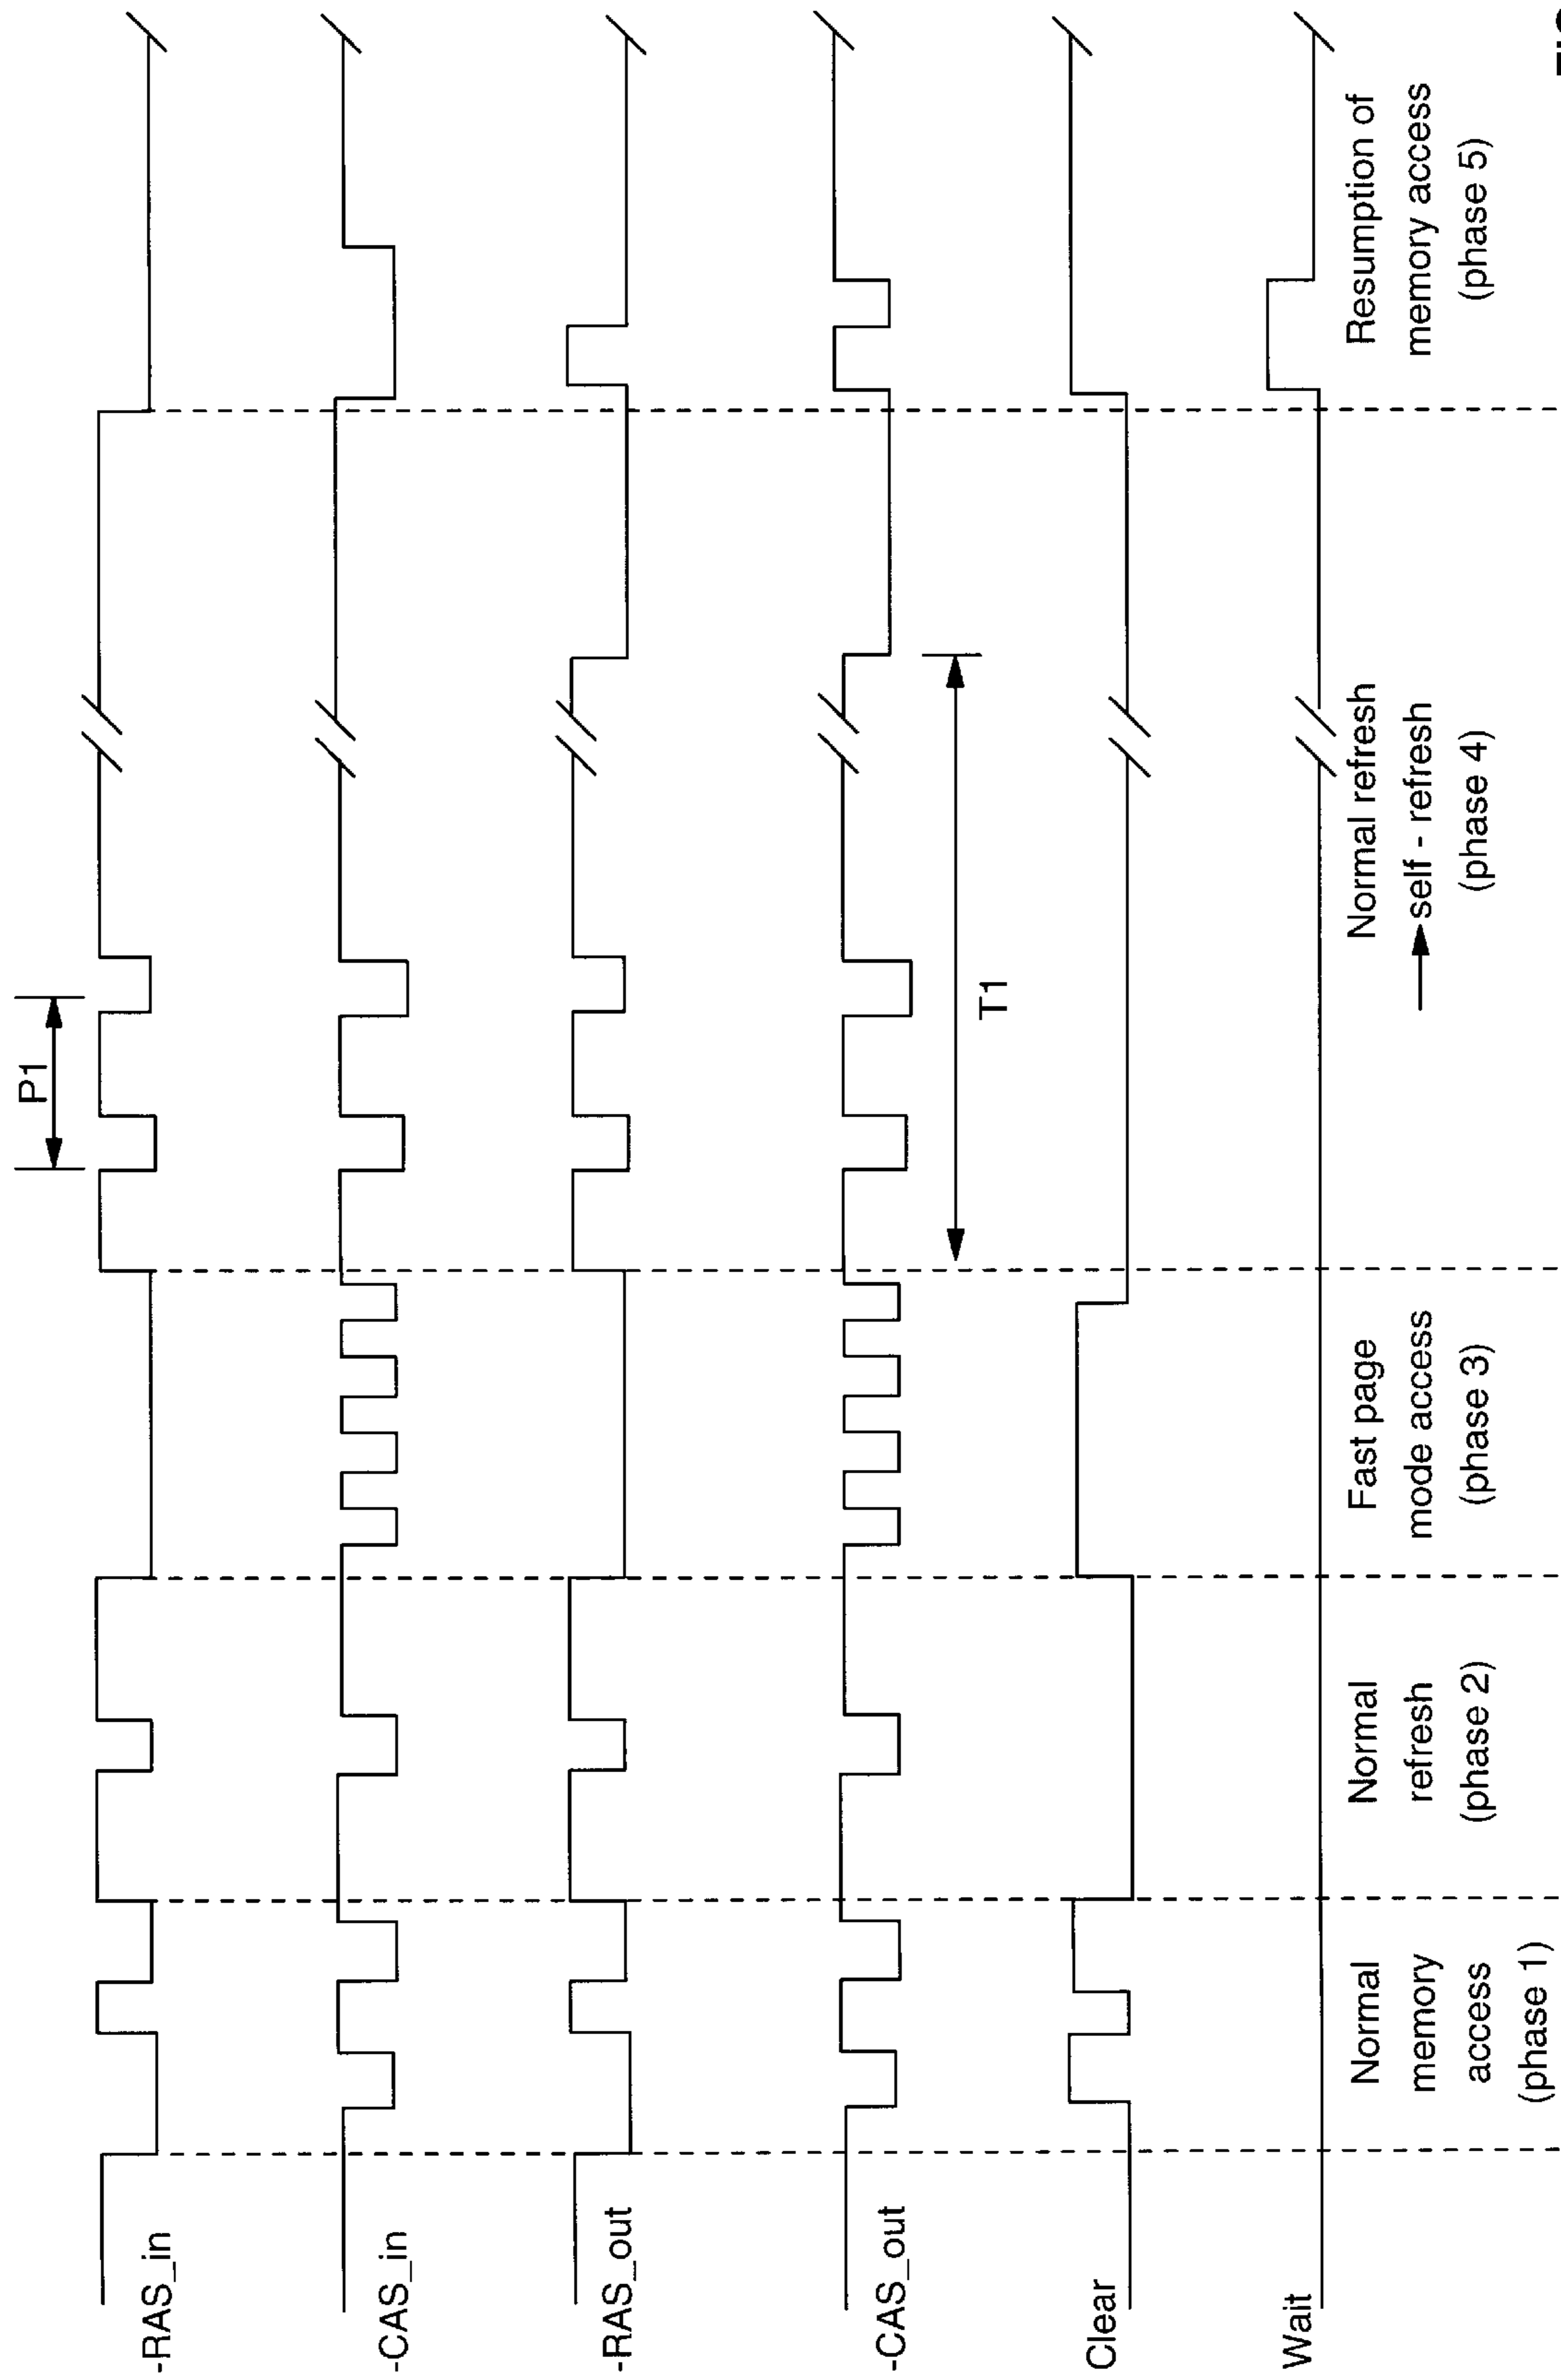 P1
-RAS_in
-CAS_in
-RAS_out
-CAS_out
T1
Clear
Wait
Normal
memory
access
(phase 1)
Normal
refresh
(phase 2)
Fast page
mode access
(phase 3)
Normal refresh
self - refresh
(phase 4)
Resumption of
memory access
(phase 5)